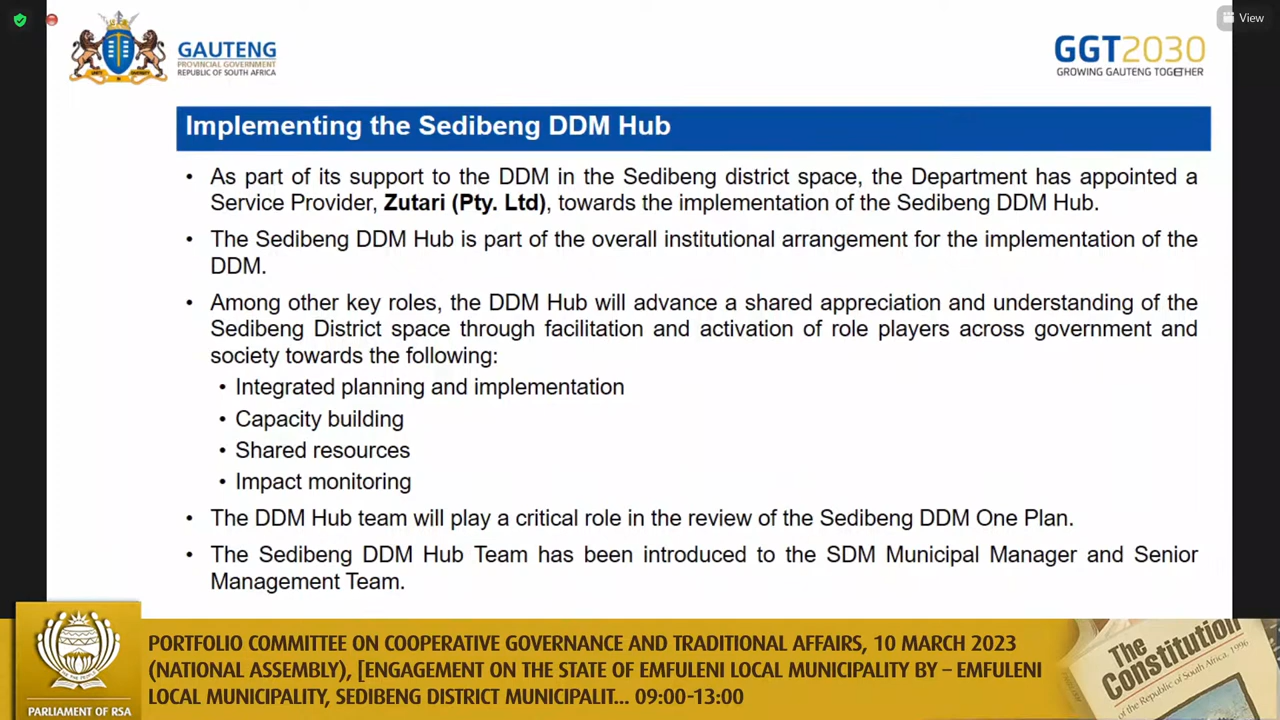 View
GAUTENG
PROVINCIAL GOVERNMENT
REPUBLIC OF SOUTH AFRICA
GGT2030
GROWING GAUTENG TOGETHER
Implementing the Sedibeng DDM Hub
• As part of its support to the DDM in the Sedibeng district space, the Department has appointed a
Service Provider, Zutari (Pty. Ltd), towards the implementation of the Sedibeng DDM Hub.
• The Sedibeng DDM Hub is part of the overall institutional arrangement for the implementation of the
DDM.
• Among other key roles, the DDM Hub will advance a shared appreciation and understanding of the
Sedibeng District space through facilitation and activation of role players across government and
society towards the following:
• Integrated planning and implementation
• Capacity building
• Shared resources
• Impact monitoring
• The DDM Hub team will play a critical role in the review of the Sedibeng DDM One Plan.
• The Sedibeng DDM Hub Team has been introduced to the SDM Municipal Manager and Senior
Management Team.
PORTFOLIO COMMITTEE ON COOPERATIVE GOVERNANCE AND TRADITIONAL AFFAIRS, 10 MARCH 2023
(NATIONAL ASSEMBLY), [ENGAGEMENT ON THE STATE OF EMFULENI LOCAL MUNICIPALITY BY – EMFULENI
LOCAL MUNICIPALITY, SEDIBENG DISTRICT MUNICIPALIT... 09:00-13:00
PARLIAMENT OF RSA
The
Constitution
of the Republic of South Africa, 1996